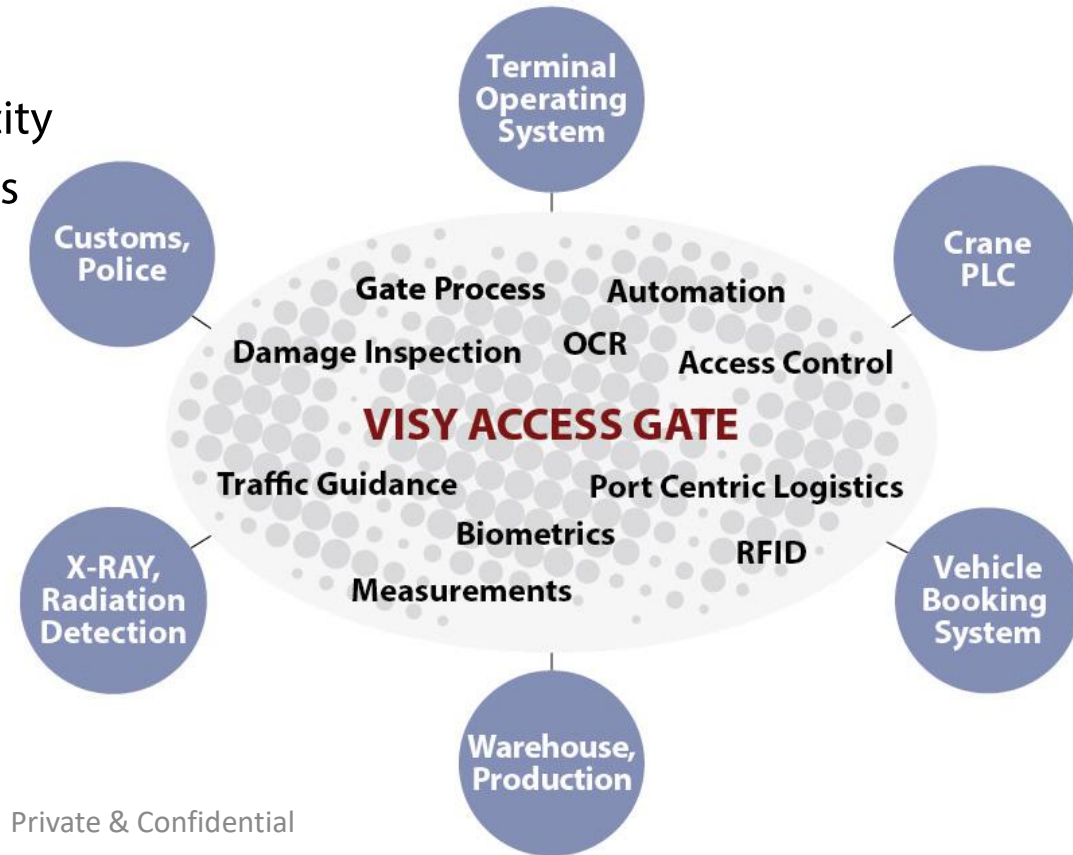 Terminal
Operating
System
city
s
Customs,
Police
Crane
PLC
Gate Process
Automation
OCR
Damage Inspection
Access Control
VISY ACCESS GATE
Traffic Guidance
Port Centric Logistics
Biometrics
RFID
Measurements
X-RAY,
Radiation
Detection
Vehicle
Booking
System
Warehouse,
Production
Private & Confidential